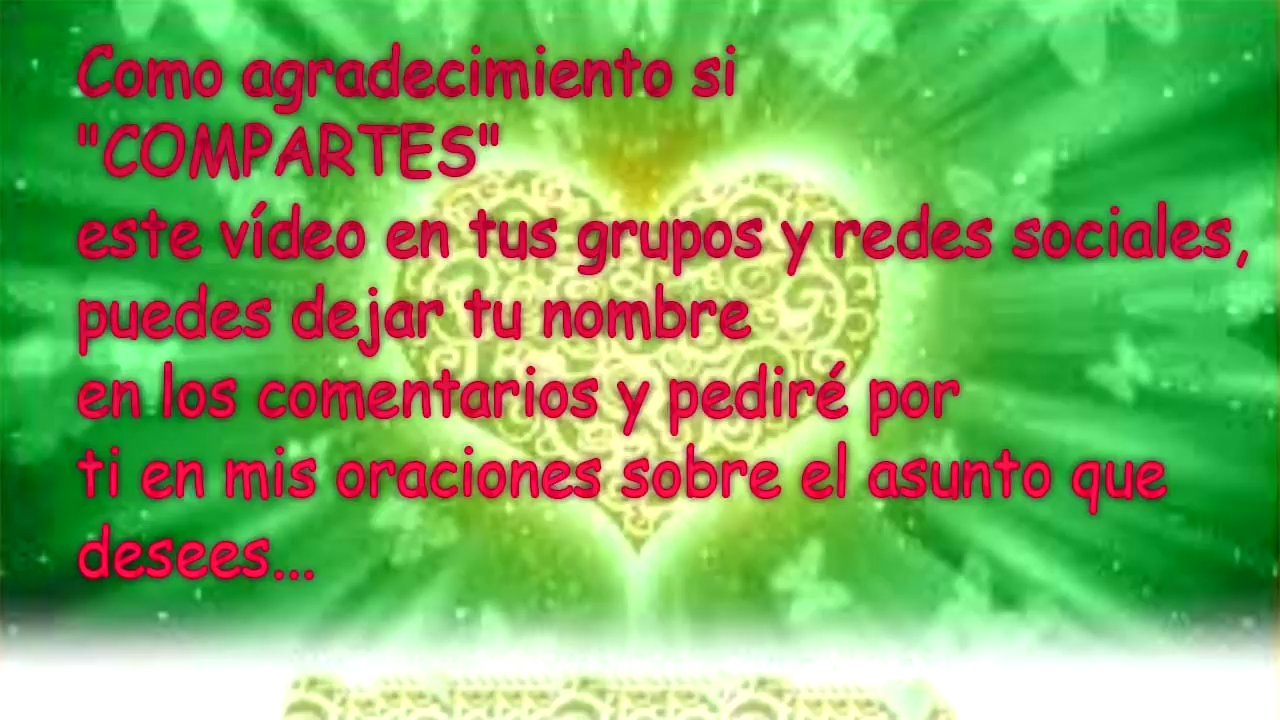 Como agradecimiento si
"COMPARTES"
este vídeo en tus grupos y redes sociales,
puedes dejar tu nombre
en los comentarios y pediré por
ti en mis oraciones sobre el asunto que
desees...